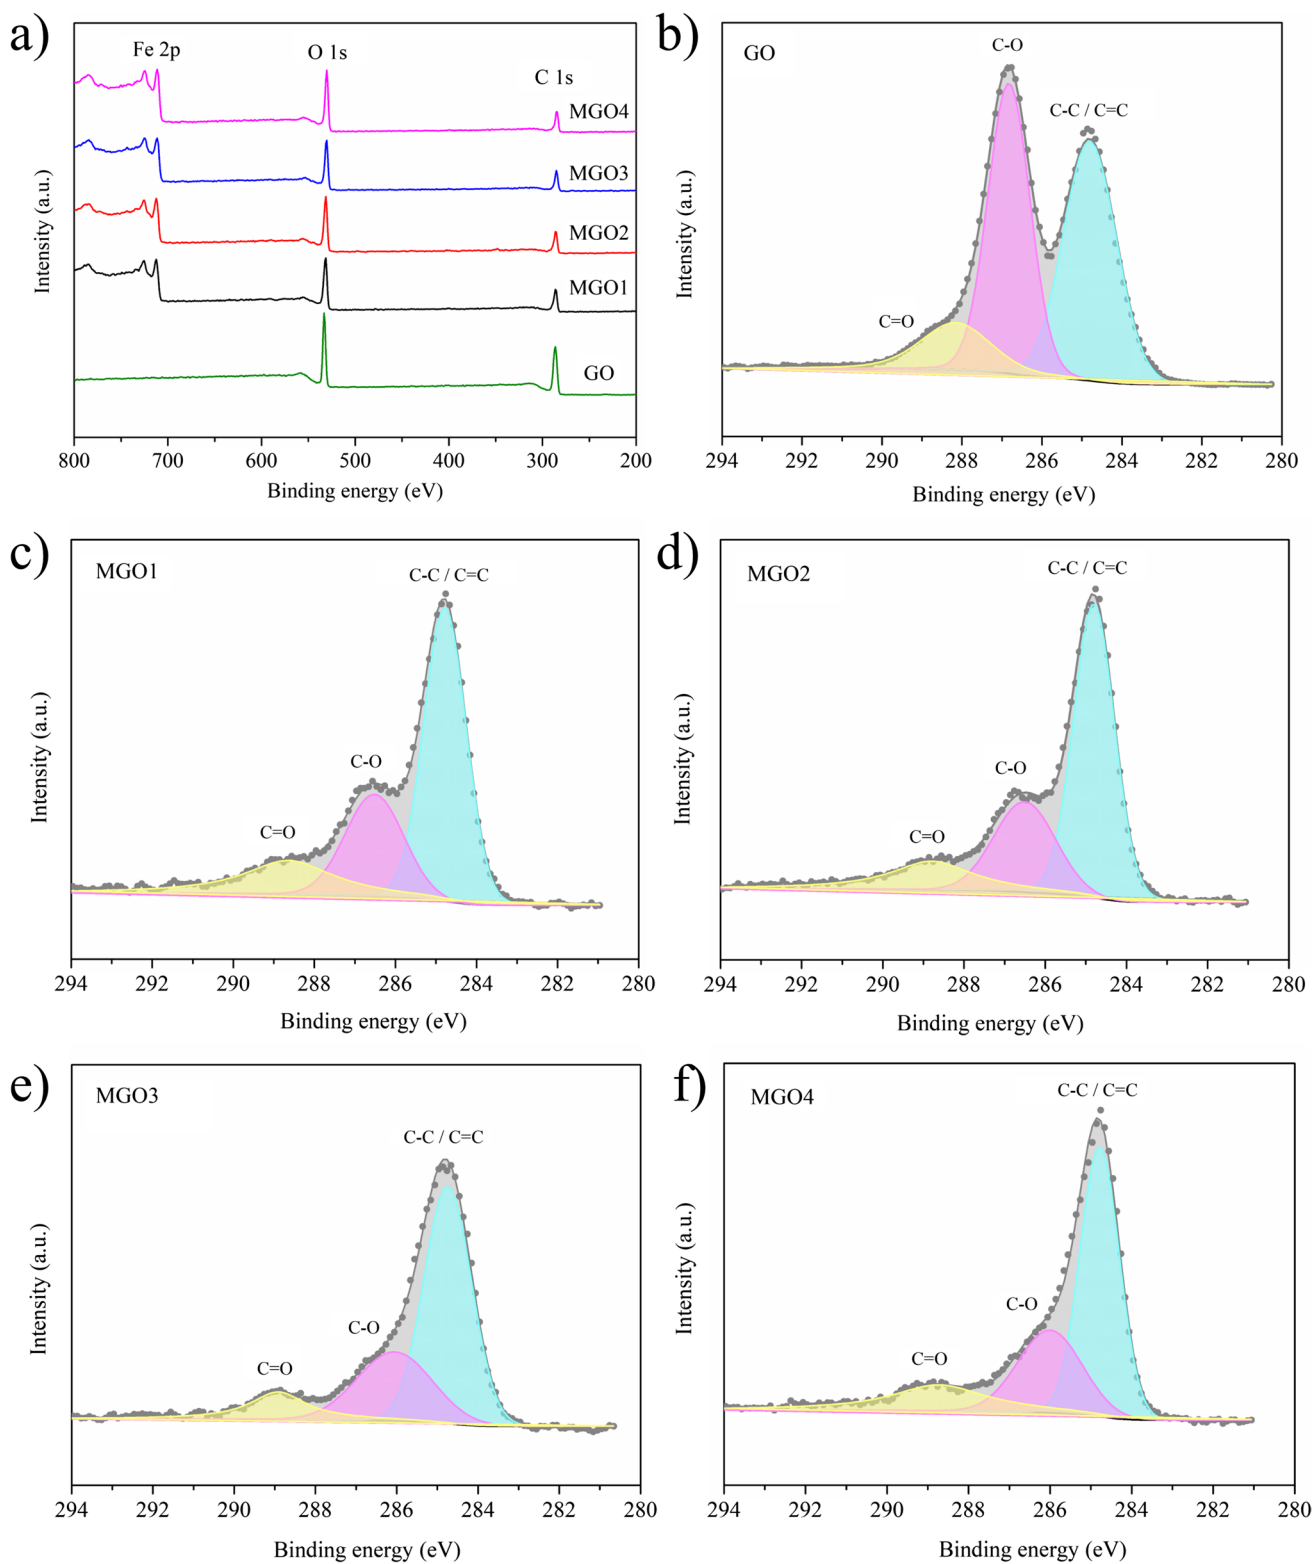 a)
Fe 2p
O 1s
C 1s
MGO4
MGO3
MGO2
MGO1
GO
Intensity (a.u.)
800 700 600 500 400 300 200
Binding energy (eV)
b)
GO
C-O
C-C / C=C
C=O
Intensity (a.u.)
294 292 290 288 286 284 282 280
Binding energy (eV)
c)
MGO1
C-C / C=C
C-O
C=O
Intensity (a.u.)
294 292 290 288 286 284 282 280
Binding energy (eV)
d)
MGO2
C-C / C=C
C-O
C=O
Intensity (a.u.)
294 292 290 288 286 284 282 280
Binding energy (eV)
e)
MGO3
C-C / C=C
C-O
C=O
Intensity (a.u.)
294 292 290 288 286 284 282 280
Binding energy (eV)
f)
MGO4
C-C / C=C
C-O
C=O
Intensity (a.u.)
294 292 290 288 286 284 282 280
Binding energy (eV)